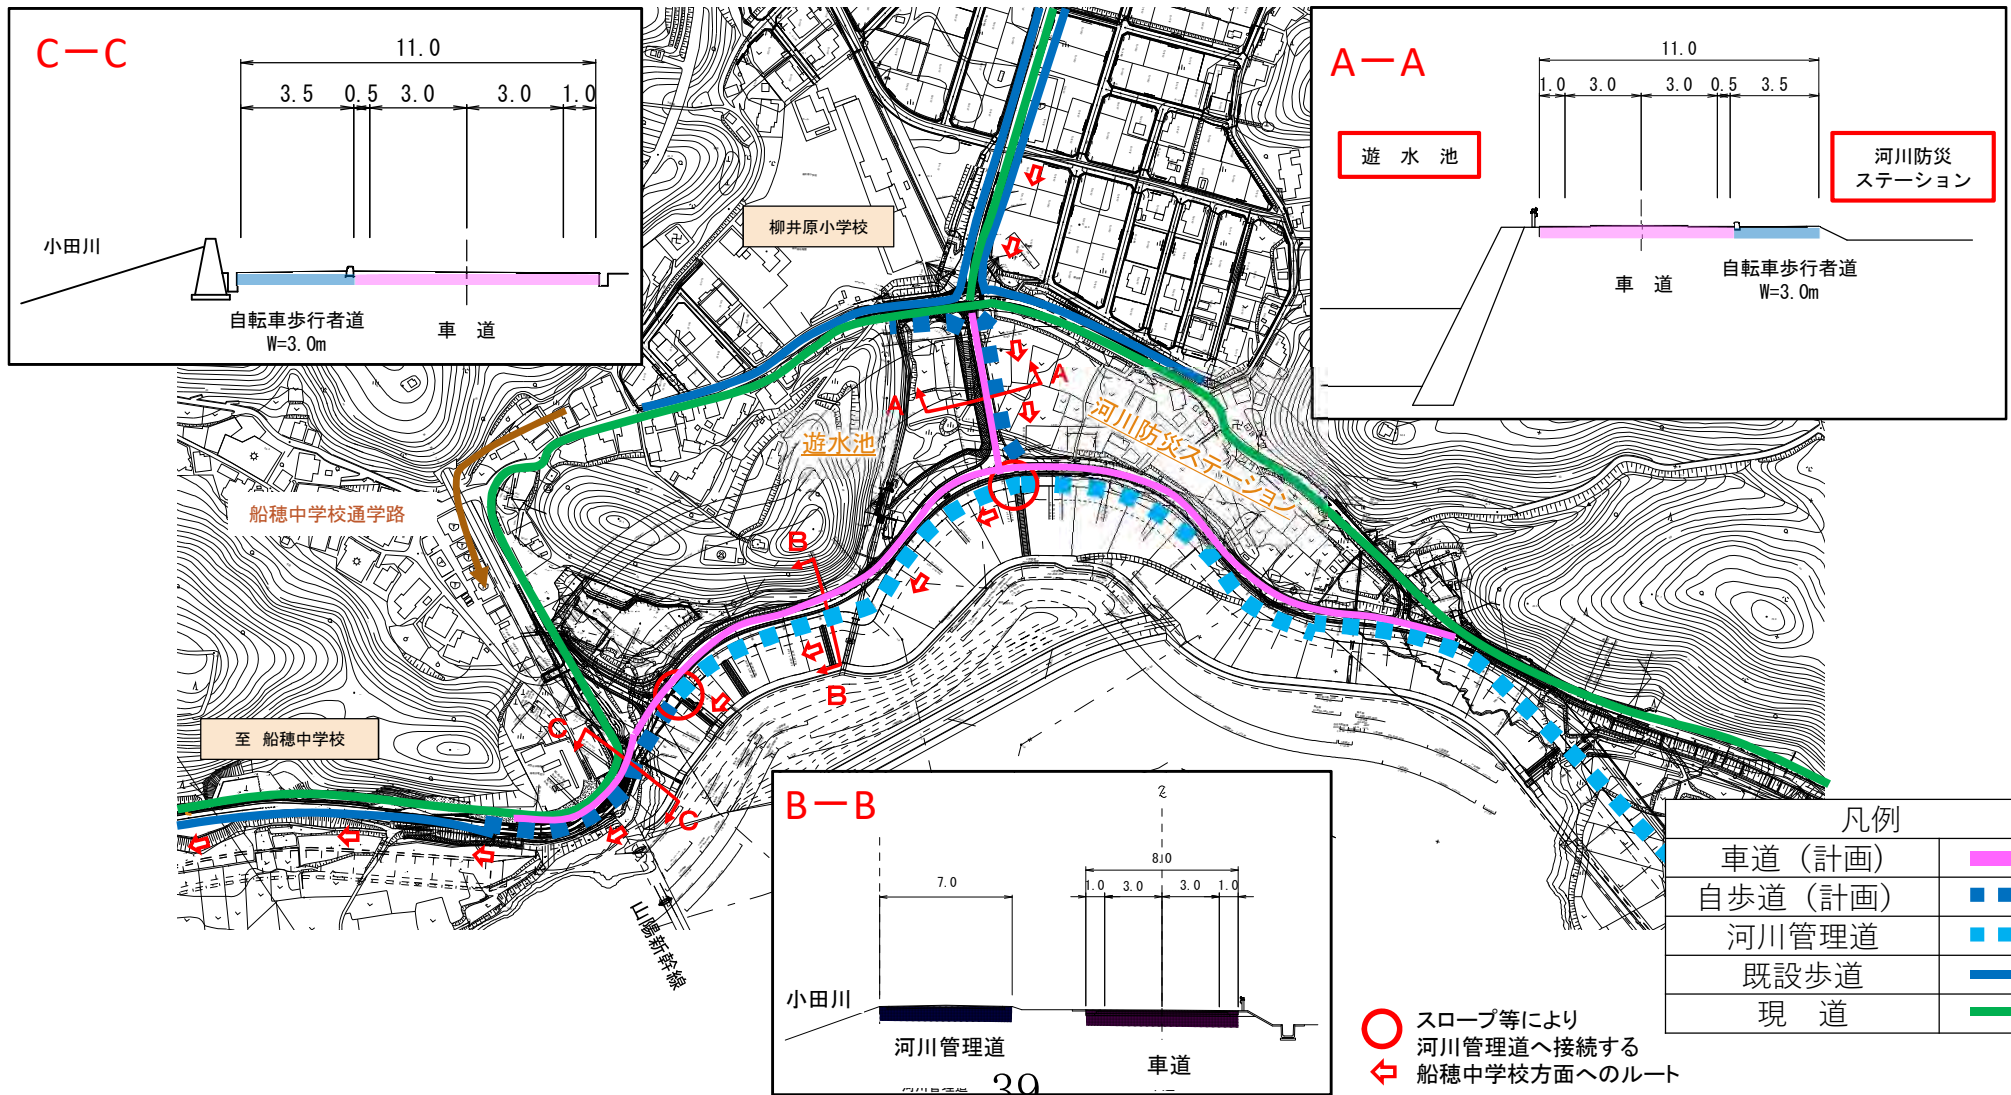 C－C
11.0
3.5 0.5 3.0 3.0 1.0
小田川
自転車歩行者道
W=3.0m
車 道
A－A
11.0
1.0 3.0 3.0 0.5 3.5
遊 水 池
河川防災
ステーション
車 道
自転車歩行者道
W=3.0m
柳井原小学校
A
A
遊水池
河川防災ステーション
船穂中学校通学路
B
B
至 船穂中学校
C
C
山陽新幹線
B－B
8.0
7.0
1.0 3.0 3.0 1.0
小田川
河川管理道
車道
39
凡例
車道（計画）
自歩道（計画）
河川管理道
既設歩道
現 道
スロープ等により
河川管理道へ接続する
船穂中学校方面へのルート